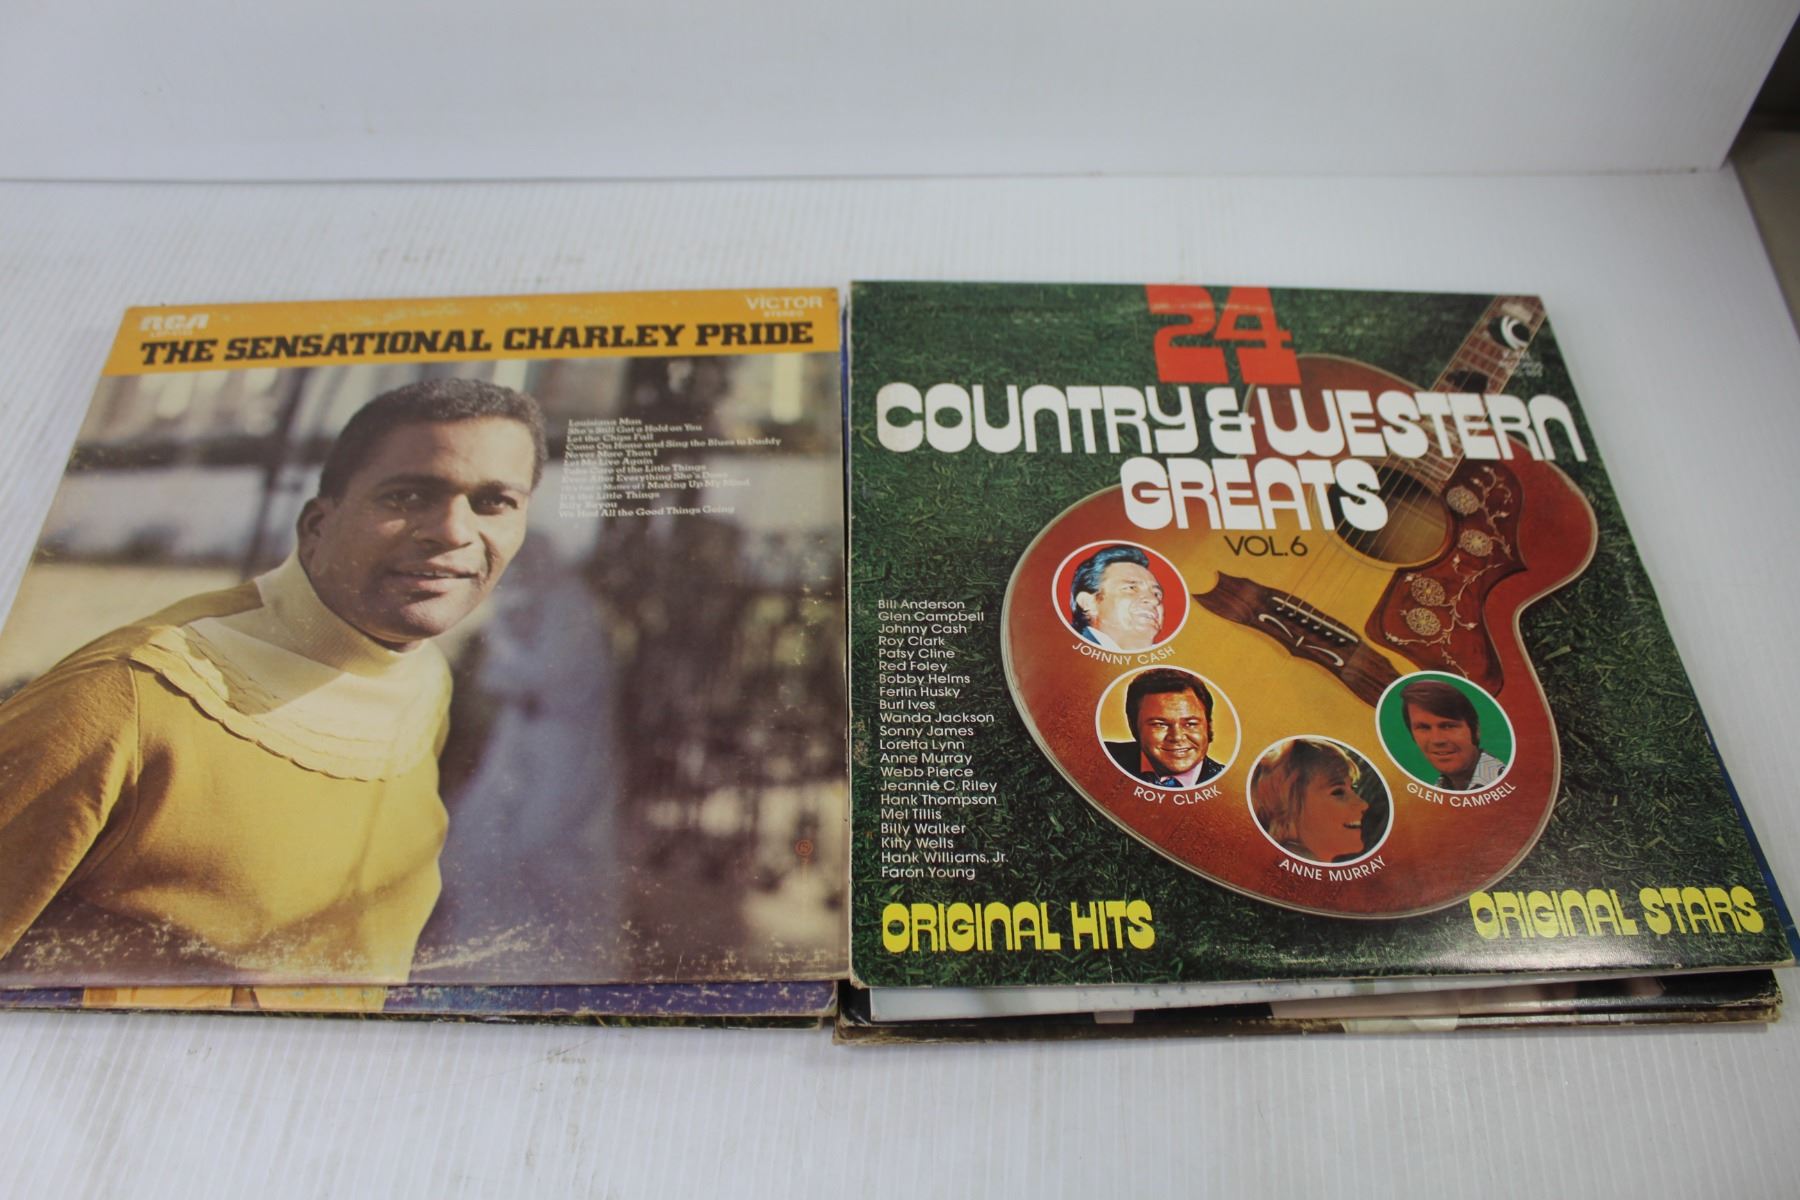 RCA
VICTOR
STEREO
THE SENSATIONAL CHARLEY PRIDE
Louisiana Man
She's Still Got a Hold on You
Let the Chips Fall
Come On Home and Sing the Blues to Daddy
Never More Than I
Let Me Live Again
Take Care of the Little Things
Even After Everything She's Done
(It's Just a Matter of) Making Up My Mind
It's the Little Things
Billy Bayou
We Had All the Good Things Going
24
COUNTRY & WESTERN
GREATS
VOL.6
Bill Anderson
Glen Campbell
Johnny Cash
Roy Clark
Patsy Cline
Red Foley
Bobby Helms
Ferlin Husky
Burl Ives
Wanda Jackson
Sonny James
Loretta Lynn
Anne Murray
Webb Pierce
Jeannie C. Riley
Hank Thompson
Mel Tillis
Billy Walker
Kitty Wells
Hank Williams, Jr.
Faron Young
JOHNNY CASH
ROY CLARK
ANNE MURRAY
GLEN CAMPBELL
ORIGINAL HITS
ORIGINAL STARS